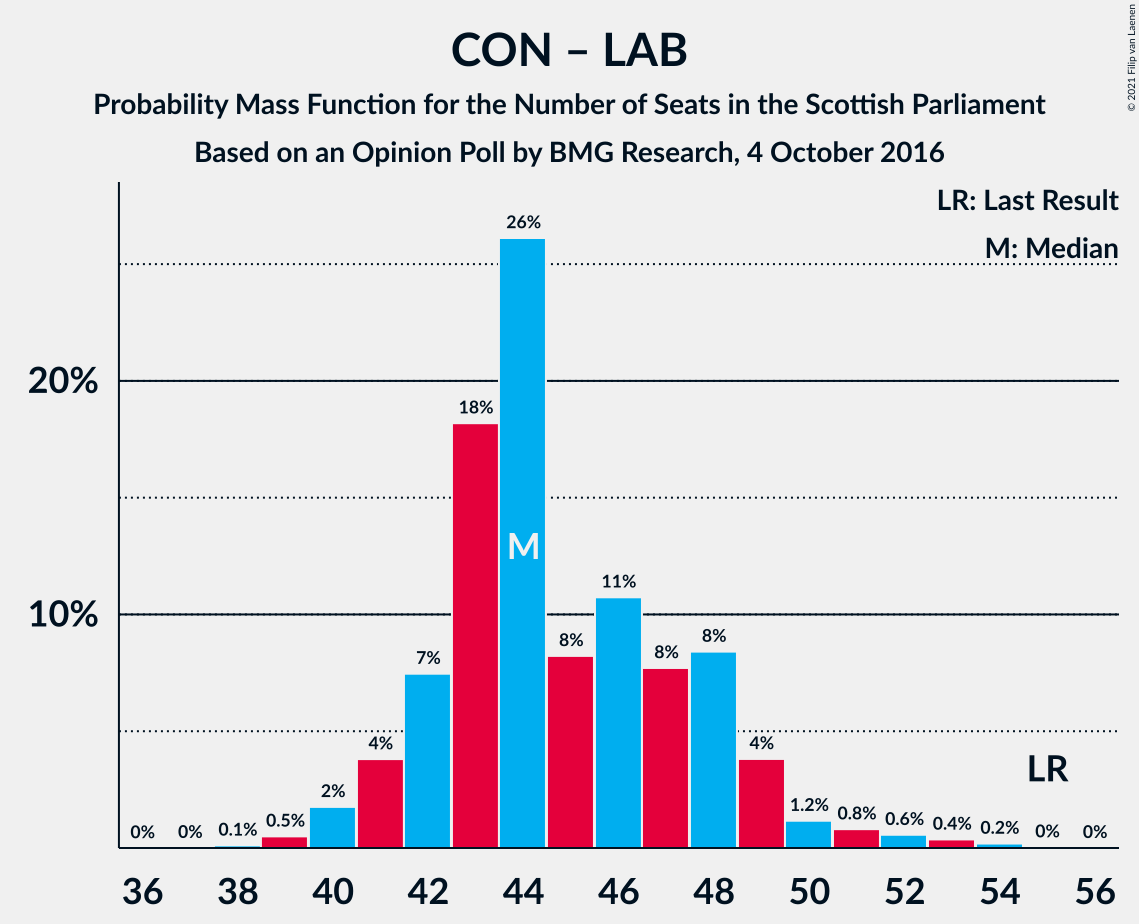 CON – LAB
Probability Mass Function for the Number of Seats in the Scottish Parliament
Based on an Opinion Poll by BMG Research, 4 October 2016
© 2021 Filip van Laenen
LR: Last Result
M: Median
20%
10%
0%
0%
0.1%
0.5%
2%
4%
7%
18%
26%
8%
11%
8%
8%
4%
1.2%
0.8%
0.6%
0.4%
0.2%
0%
0%
M
LR
36 38 40 42 44 46 48 50 52 54 56